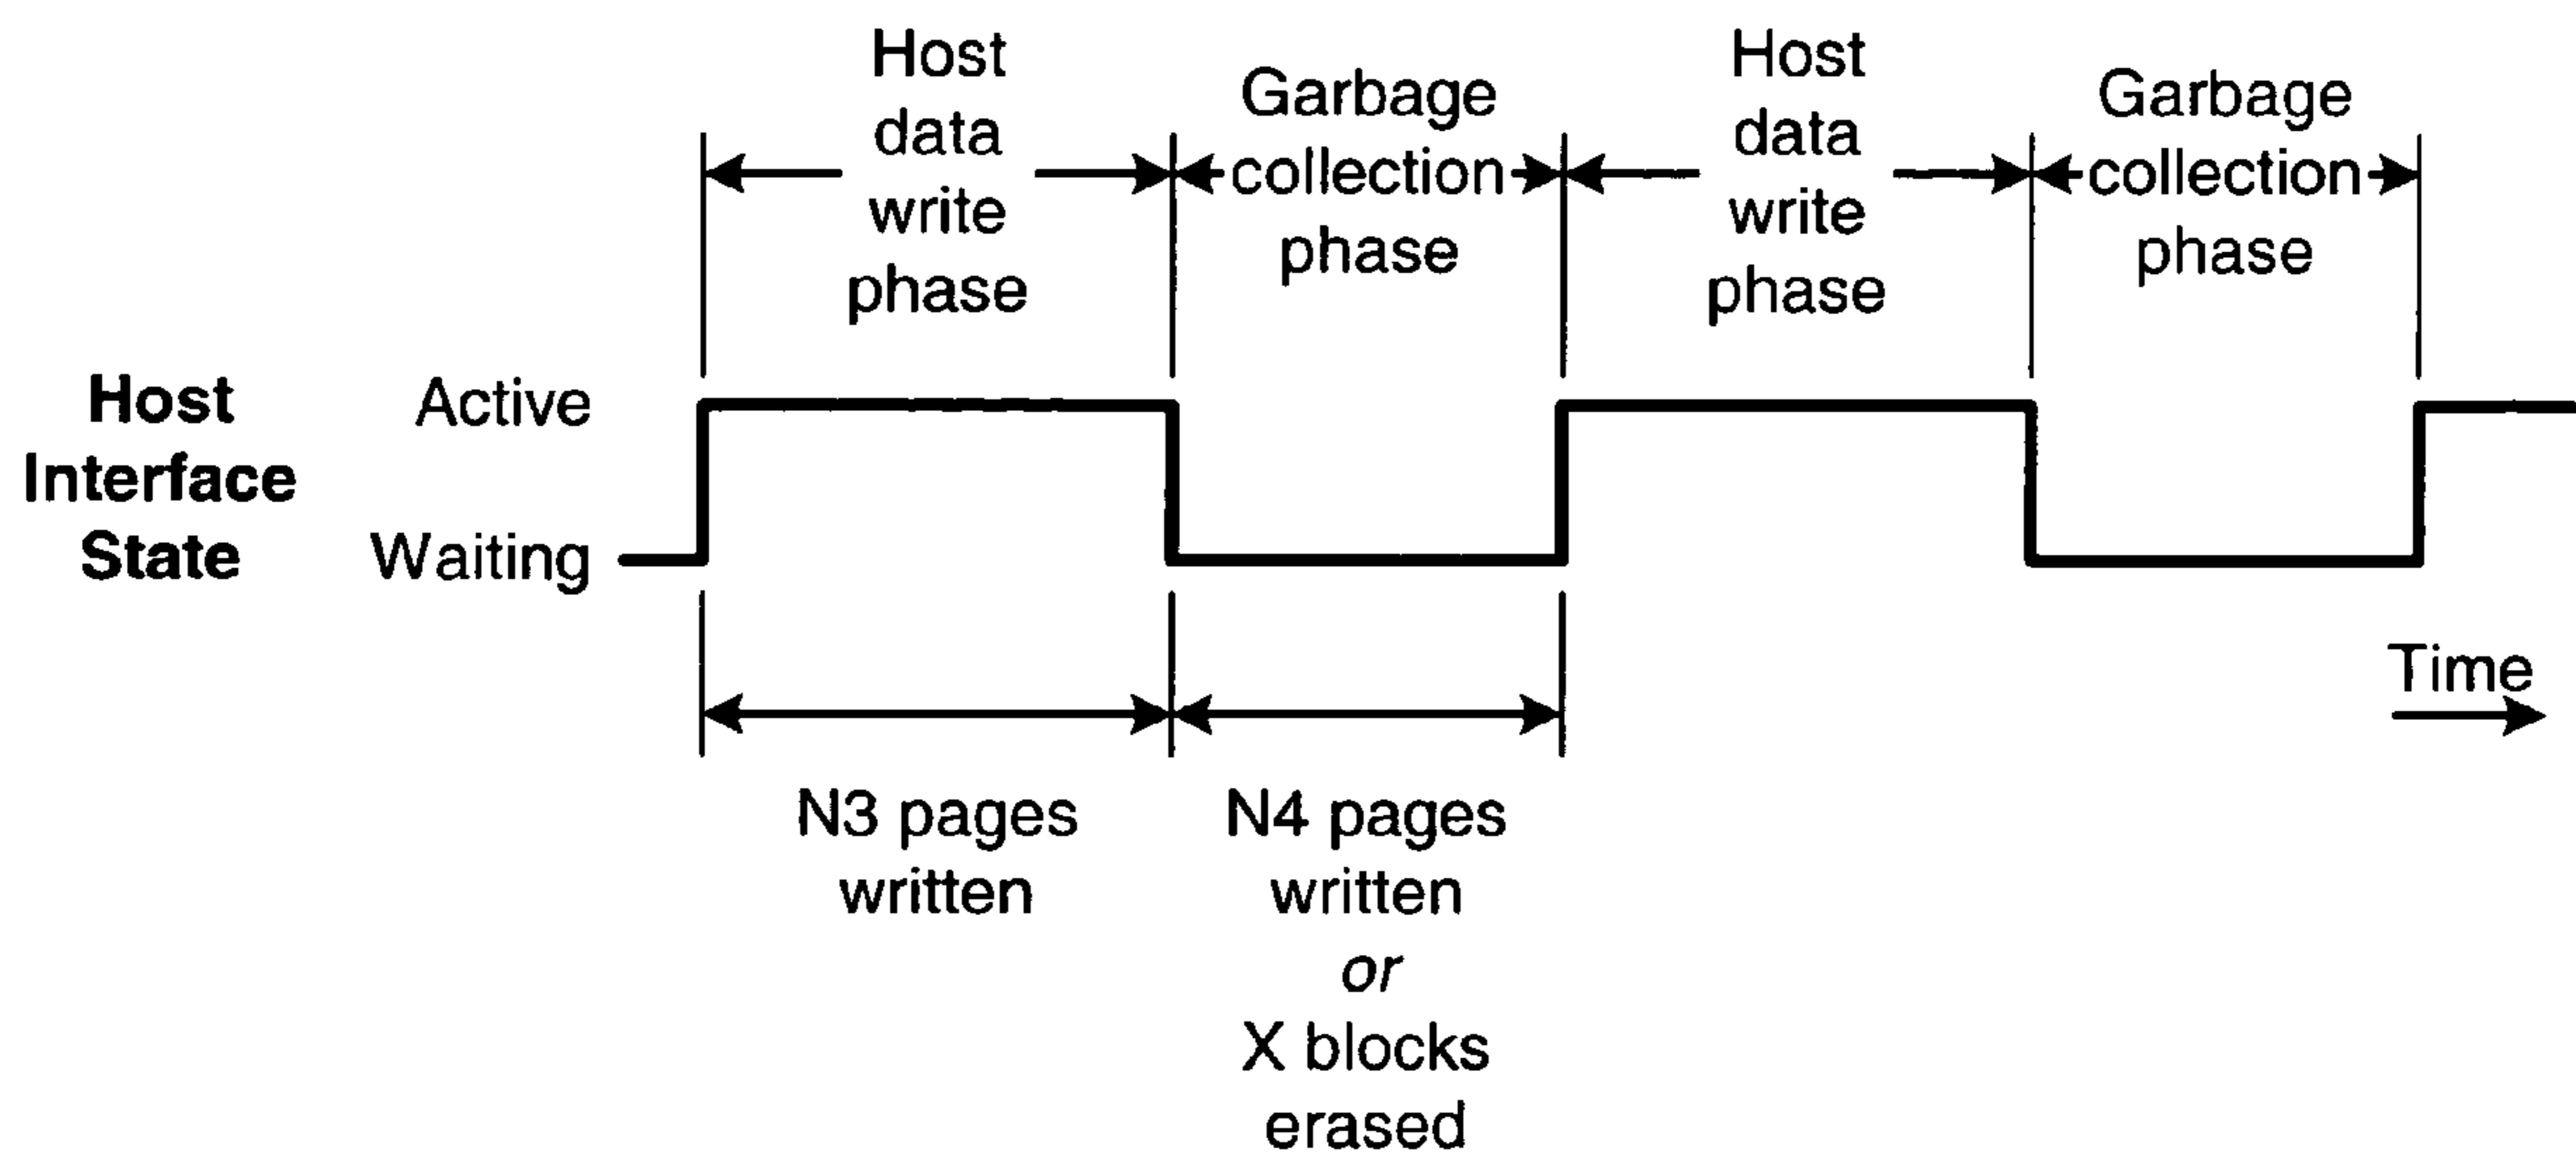 Host
data
write
phase
Garbage
collection
phase
Host
data
write
phase
Garbage
collection
phase
Host
Interface
State
Active
Waiting
Time
N3 pages
written
N4 pages
written
or
X blocks
erased